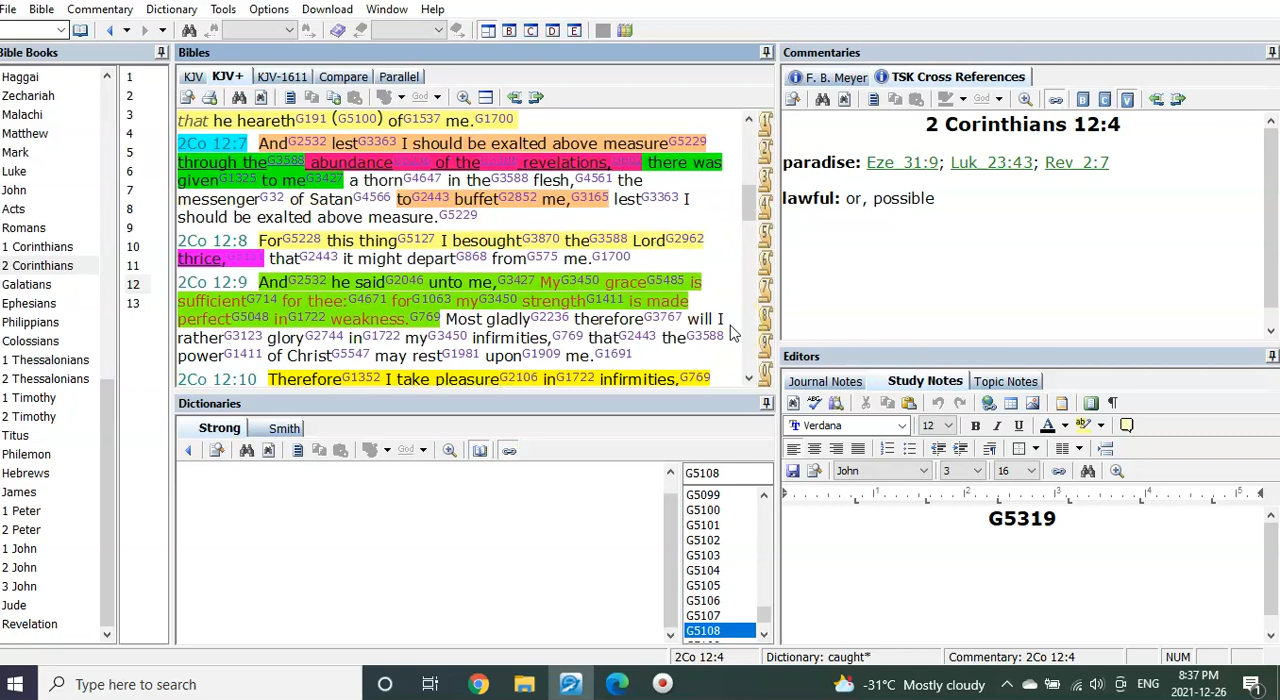 File Bible Commentary Dictionary Tools Options Download Window Help
Bible Books
Haggai
Zechariah
Malachi
Matthew
Mark
Luke
John
Acts
Romans
1 Corinthians
2 Corinthians
Galatians
Ephesians
Philippians
Colossians
1 Thessalonians
2 Thessalonians
1 Timothy
2 Timothy
Titus
Philemon
Hebrews
James
1 Peter
2 Peter
1 John
2 John
3 John
Jude
Revelation
1
2
3
4
5
6
7
8
9
10
11
12
13
Bibles
KJV KJV+ KJV-1611 Compare Parallel
that he heareth G191 (G5100) of G1537 me. G1700
2Co 12:7 And G2532 lest G3363 I should be exalted above measure G5229
through the G3588 abundance of the G3588 revelations, there was
given G1325 to me G3427 a thorn G4647 in the G3588 flesh, G4561 the
messenger G32 of Satan G4566 to G2443 buffet G2852 me, G3165 lest G3363 I
should be exalted above measure. G5229
2Co 12:8 For G5228 this thing G5127 I besought G3870 the G3588 Lord G2962
thrice, G5151 that G2443 it might depart G868 from G575 me. G1700
2Co 12:9 And G2532 he said G2046 unto me, G3427 My G3450 grace G5485 is
sufficient G714 for thee: G4671 for G1063 my G3450 strength G1411 is made
perfect G5048 in G1722 weakness. G769 Most gladly G2236 therefore G3767 will I
rather G3123 glory G2744 in G1722 my G3450 infirmities, G769 that G2443 the G3588
power G1411 of Christ G5547 may rest G1981 upon G1909 me. G1691
2Co 12:10 Therefore G1352 I take pleasure G2106 in G1722 infirmities, G769
Dictionaries
Strong Smith
G5108
G5099
G5100
G5101
G5102
G5103
G5104
G5105
G5106
G5107
G5108
Commentaries
F. B. Meyer TSK Cross References
2 Corinthians 12:4
paradise: Eze 31:9; Luk 23:43; Rev 2:7
lawful: or, possible
Editors
Journal Notes Study Notes Topic Notes
Verdana 12 B I U A
John 3 16
1 2 3 4 5
G5319
2Co 12:4 Dictionary: caught* Commentary: 2Co 12:4 NUM
Type here to search
-31°C Mostly cloudy ENG 8:37 PM
2021-12-26